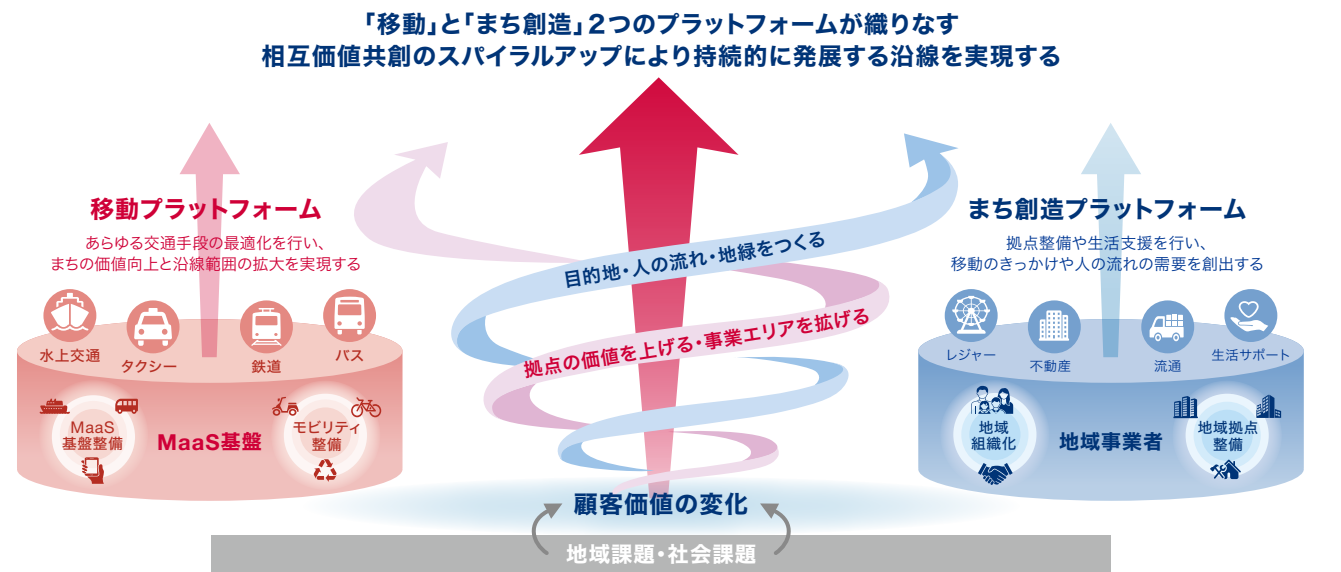 「移動」と「まち創造」２つのプラットフォームが織りなす
相互価値共創のスパイラルアップにより持続的に発展する沿線を実現する
移動プラットフォーム
あらゆる交通手段の最適化を行い、
まちの価値向上と沿線範囲の拡大を実現する
水上交通
タクシー
鉄道
バス
MaaS
基盤整備
MaaS基盤
モビリティ
整備
目的地・人の流れ・地縁をつくる
拠点の価値を上げる・事業エリアを拡げる
まち創造プラットフォーム
拠点整備や生活支援を行い、
移動のきっかけや人の流れの需要を創出する
レジャー
不動産
流通
生活サポート
地域
組織化
地域事業者
地域拠点
整備
顧客価値の変化
地域課題・社会課題